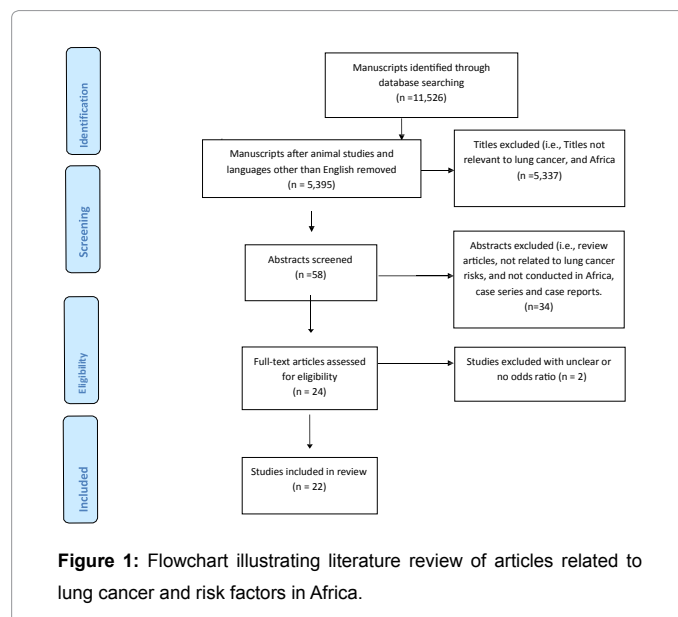 Identification
Manuscripts identified through
database searching
(n =11,526)
Manuscripts after animal studies and
languages other than English removed
(n = 5,395)
Titles excluded (i.e., Titles not
relevant to lung cancer, and Africa
(n =5,337)
Screening
Abstracts screened
(n =58)
Abstracts excluded (i.e., review
articles, not related to lung cancer
risks, and not conducted in Africa,
case series and case reports.
(n=34)
Eligibility
Full-text articles assessed
for eligibility
(n = 24)
Studies excluded with unclear or
no odds ratio (n = 2)
Included
Studies included in review
(n = 22)
Figure 1: Flowchart illustrating literature review of articles related to
lung cancer and risk factors in Africa.